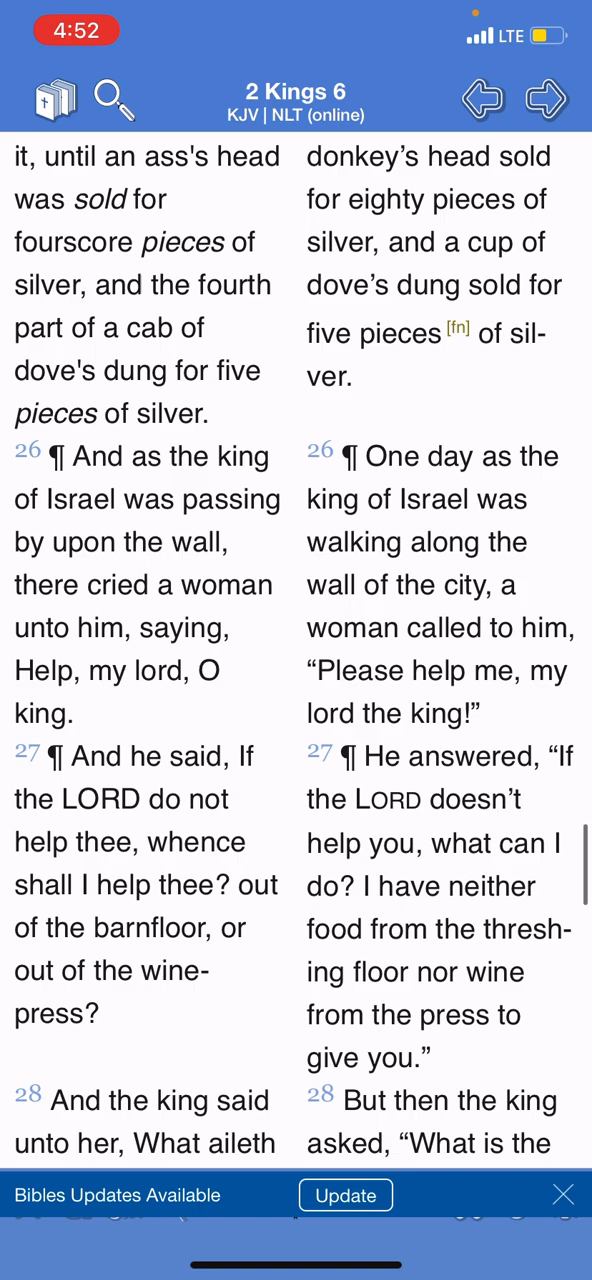 4:52
LTE
2 Kings 6
KJV | NLT (online)
it, until an ass's head
was sold for
fourscore pieces of
silver, and the fourth
part of a cab of
dove's dung for five
pieces of silver.
26 ¶ And as the king
of Israel was passing
by upon the wall,
there cried a woman
unto him, saying,
Help, my lord, O
king.
27 ¶ And he said, If
the LORD do not
help thee, whence
shall I help thee? out
of the barnfloor, or
out of the wine-
press?
28 And the king said
unto her, What aileth
donkey’s head sold
for eighty pieces of
silver, and a cup of
dove’s dung sold for
five pieces [fn] of sil-
ver.
26 ¶ One day as the
king of Israel was
walking along the
wall of the city, a
woman called to him,
“Please help me, my
lord the king!”
27 ¶ He answered, “If
the LORD doesn’t
help you, what can I
do? I have neither
food from the thresh-
ing floor nor wine
from the press to
give you.”
28 But then the king
asked, “What is the
Bibles Updates Available
Update